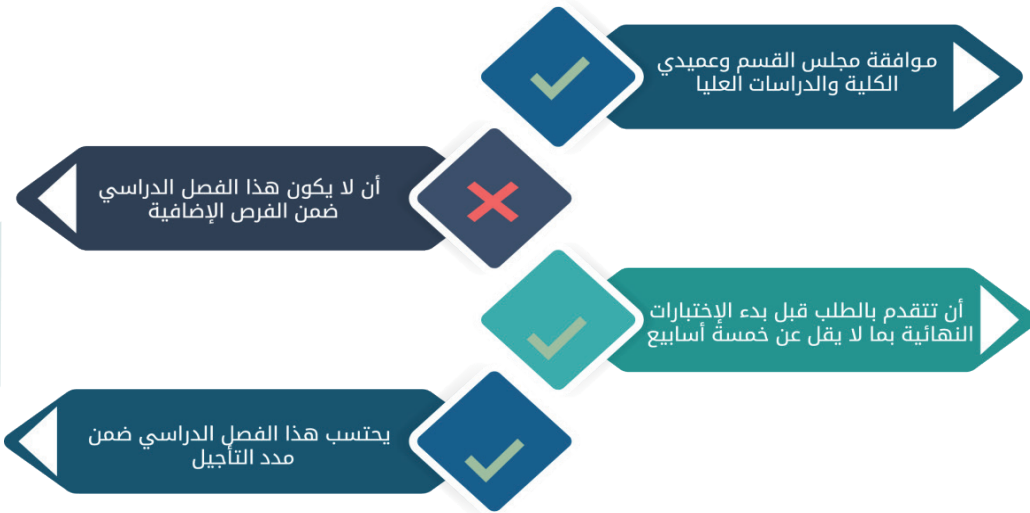 موافقة مجلس القسم وعميدي
الكلية والدراسات العليا
أن لا يكون هذا الفصل الدراسي
ضمن الفرص الإضافية
أن تتقدم بالطلب قبل بدء الإختبارات
النهائية بما لا يقل عن خمسة أسابيع
يحتسب هذا الفصل الدراسي ضمن
مدد التأجيل